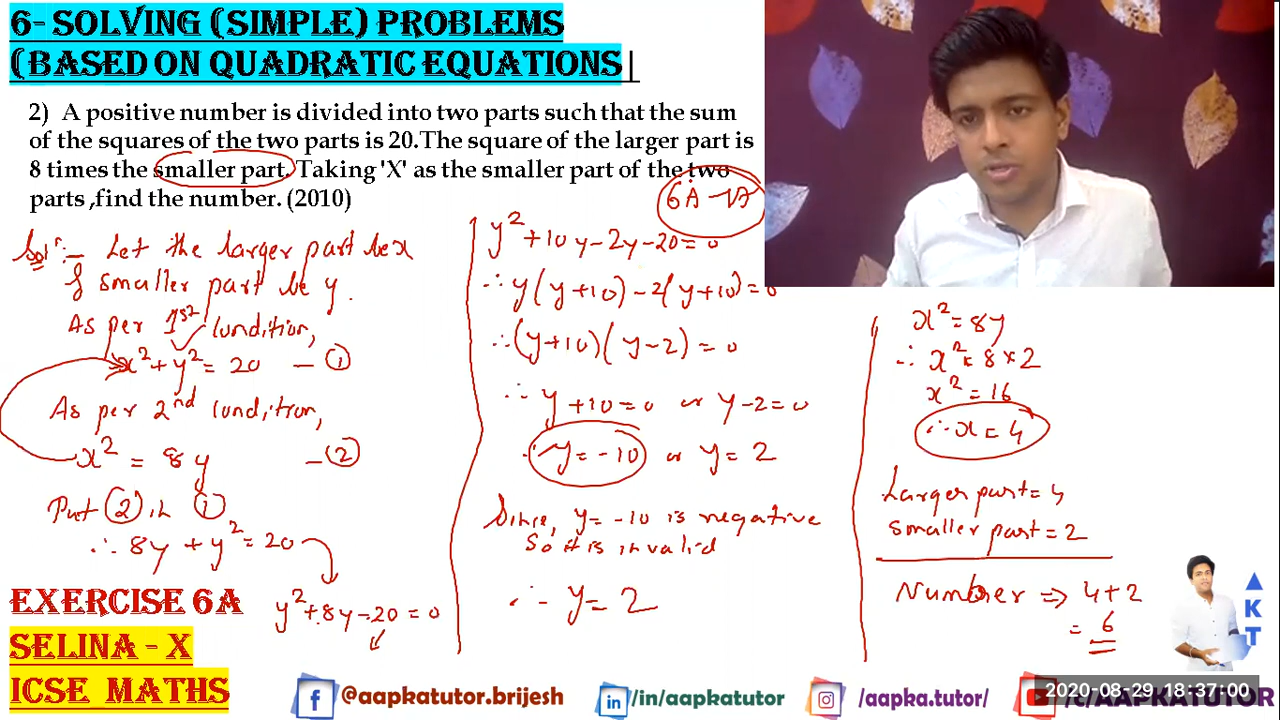 6- SOLVING (SIMPLE) PROBLEMS
(BASED ON QUADRATIC EQUATIONS
2) A positive number is divided into two parts such that the sum
of the squares of the two parts is 20.The square of the larger part is
8 times the smaller part. Taking 'X' as the smaller part of the two
parts ,find the number. (2010)
6A
Solⁿ:- Let the larger part be x
& smaller part be y.
As per 1st condition,
x² + y² = 20 — ①
As per 2nd condition,
x² = 8y — ②
Put ② in ①
∴ 8y + y² = 20
y² + 8y - 20 = 0
y² + 10y - 2y - 20 = 0
∴ y(y+10) - 2(y+10) = 0
∴ (y+10)(y-2) = 0
∴ y+10=0 or y-2=0
∴ y = -10 or y = 2
Since, y = -10 is negative
So it is invalid
∴ y = 2
x² = 8y
∴ x² = 8 × 2
x² = 16
∴ x = 4
Larger part = 4
smaller part = 2
Number ⇒ 4+2
= 6
EXERCISE 6A
SELINA - X
ICSE MATHS
AKT
@aapkatutor.brijesh
/in/aapkatutor
/aapka.tutor/
/c/AAPKATUTOR
2020-08-29 18:37:00